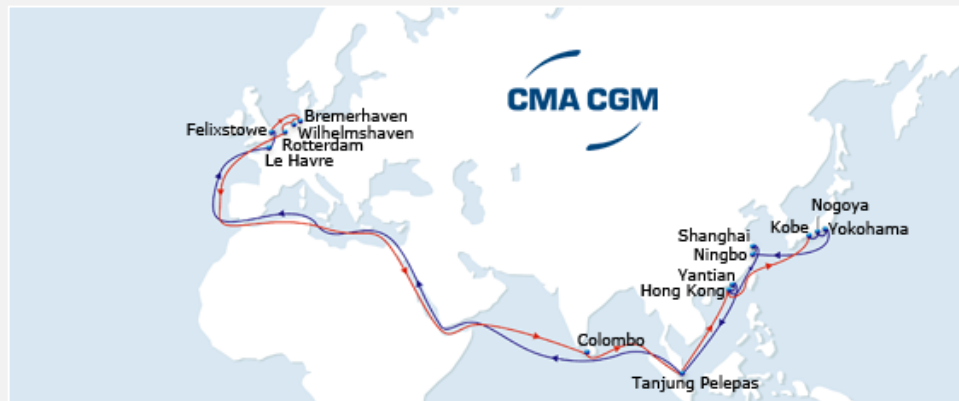 CMA CGM
Bremerhaven
Felixstowe
Wilhelmshaven
Rotterdam
Le Havre
Nogoya
Kobe
Yokohama
Shanghai
Ningbo
Yantian
Hong Kong
Colombo
Tanjung Pelepas